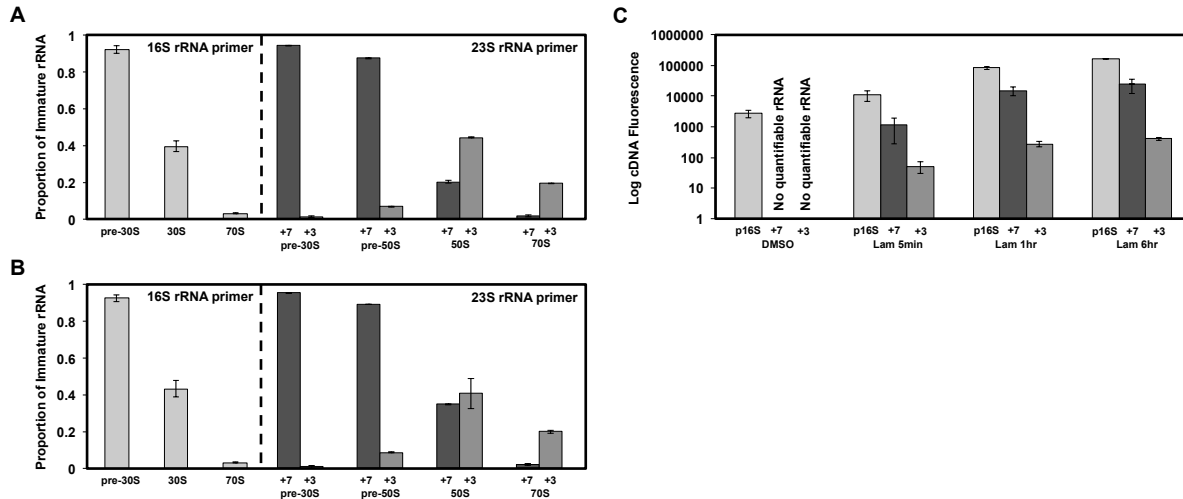 A
Proportion of Immature rRNA
1
0.8
0.6
0.4
0.2
0
16S rRNA primer
23S rRNA primer
pre-30S 30S 70S
+7 +3 +7 +3 +7 +3 +7 +3
pre-30S pre-50S 50S 70S
B
Proportion of Immature rRNA
1
0.8
0.6
0.4
0.2
0
16S rRNA primer
23S rRNA primer
pre-30S 30S 70S
+7 +3 +7 +3 +7 +3 +7 +3
pre-30S pre-50S 50S 70S
C
Log cDNA Fluorescence
1000000
100000
10000
1000
100
10
1
No quantifiable rRNA
No quantifiable rRNA
p16S +7 +3 p16S +7 +3 p16S +7 +3 p16S +7 +3
DMSO Lam 5min Lam 1hr Lam 6hr